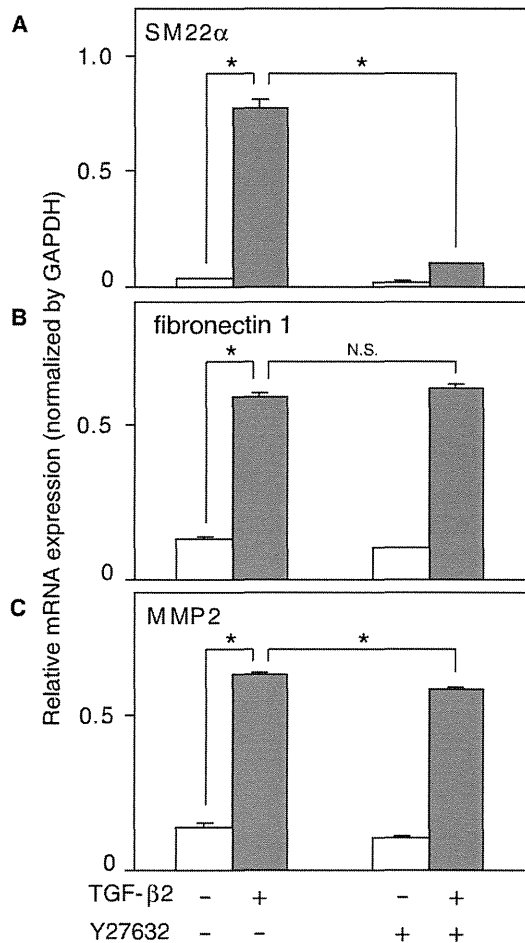 A
SM22α
1.0
*
*
0.5
0
Relative mRNA expression (normalized by GAPDH)
B
fibronectin 1
*
N.S.
0.5
0
C
MMP2
*
*
0.5
0
TGF-β2 − + − +
Y27632 − − + +